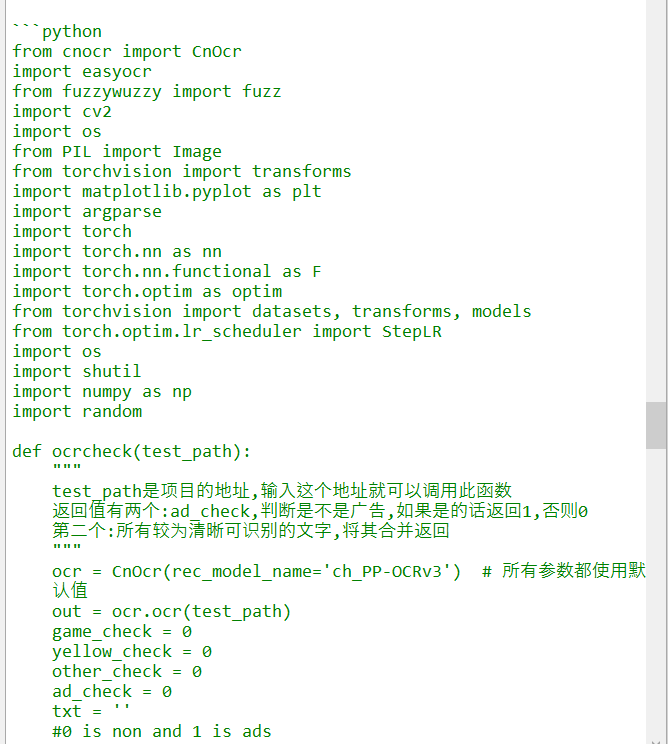 ```python
from cnocr import CnOcr
import easyocr
from fuzzywuzzy import fuzz
import cv2
import os
from PIL import Image
from torchvision import transforms
import matplotlib.pyplot as plt
import argparse
import torch
import torch.nn as nn
import torch.nn.functional as F
import torch.optim as optim
from torchvision import datasets, transforms, models
from torch.optim.lr_scheduler import StepLR
import os
import shutil
import numpy as np
import random

def ocrcheck(test_path):
    """
    test_path是项目的地址,输入这个地址就可以调用此函数
    返回值有两个:ad_check,判断是不是广告,如果是的话返回1,否则0
    第二个:所有较为清晰可识别的文字,将其合并返回
    """
    ocr = CnOcr(rec_model_name='ch_PP-OCRv3')  # 所有参数都使用默
    认值
    out = ocr.ocr(test_path)
    game_check = 0
    yellow_check = 0
    other_check = 0
    ad_check = 0
    txt = ''
    #0 is non and 1 is ads